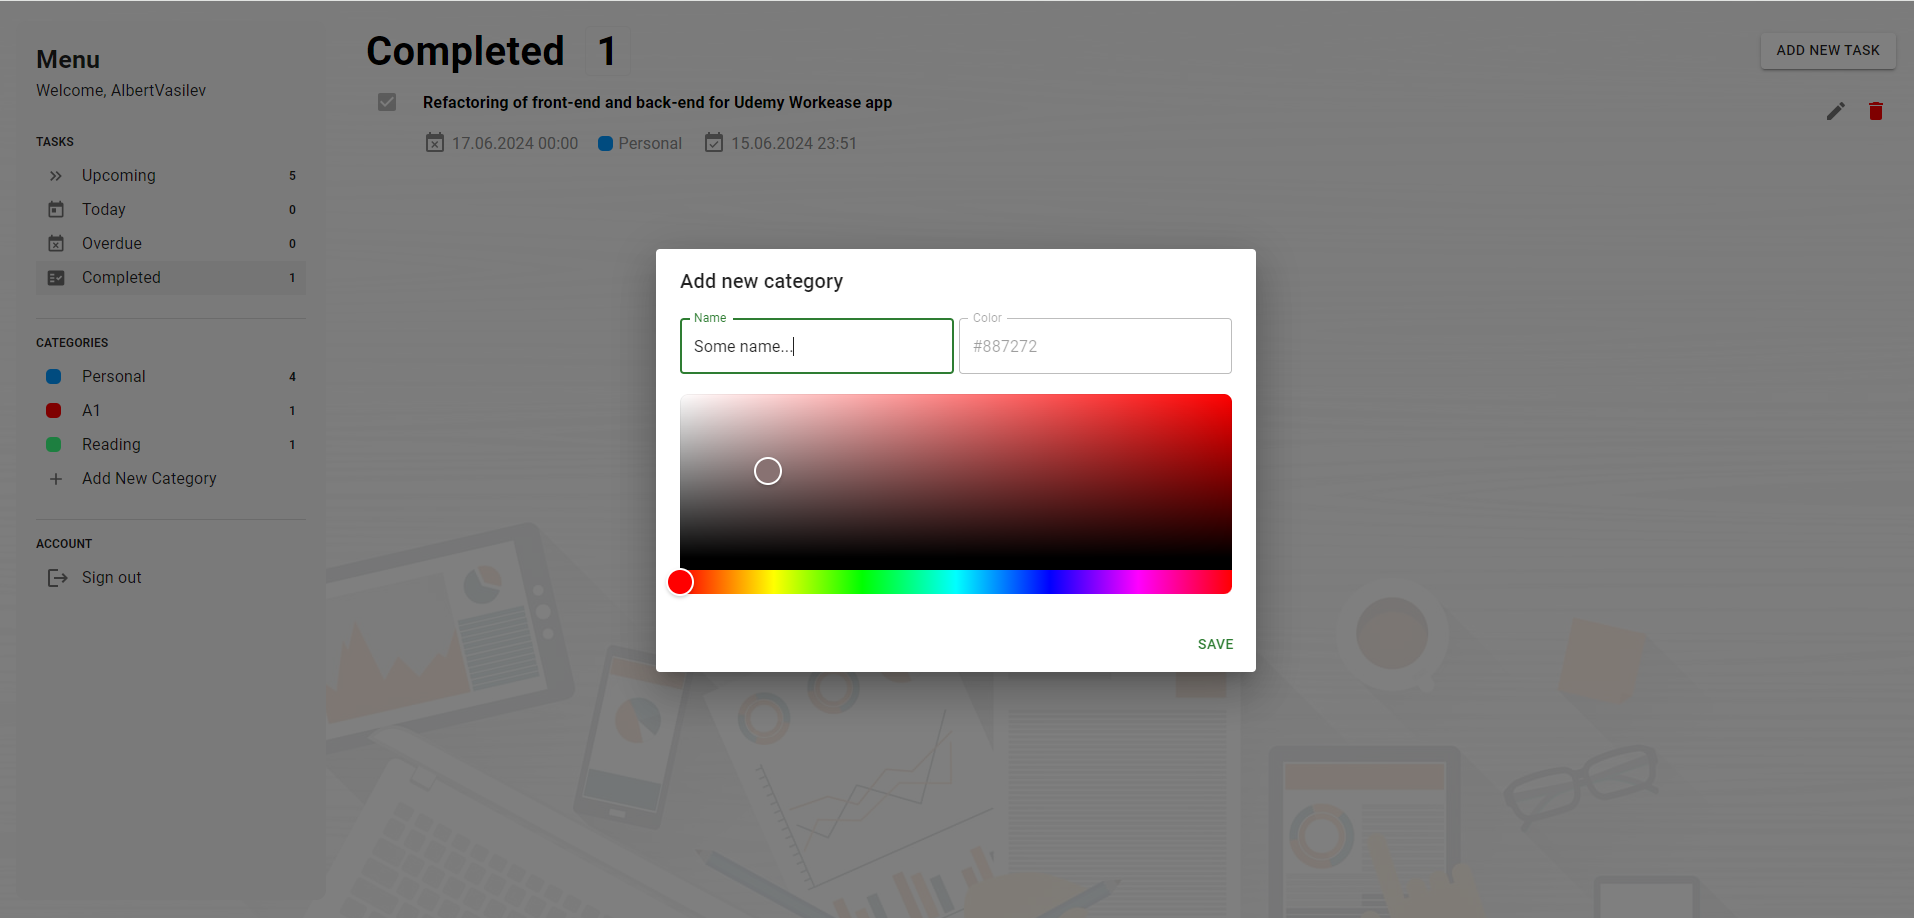 Menu
Welcome, AlbertVasilev
TASKS
Upcoming 5
Today 0
Overdue 0
Completed 1
CATEGORIES
Personal 4
A1 1
Reading 1
Add New Category
ACCOUNT
Sign out
Completed 1
ADD NEW TASK
Refactoring of front-end and back-end for Udemy Workease app
17.06.2024 00:00 Personal 15.06.2024 23:51
Add new category
Name
Some name...
Color
#887272
SAVE